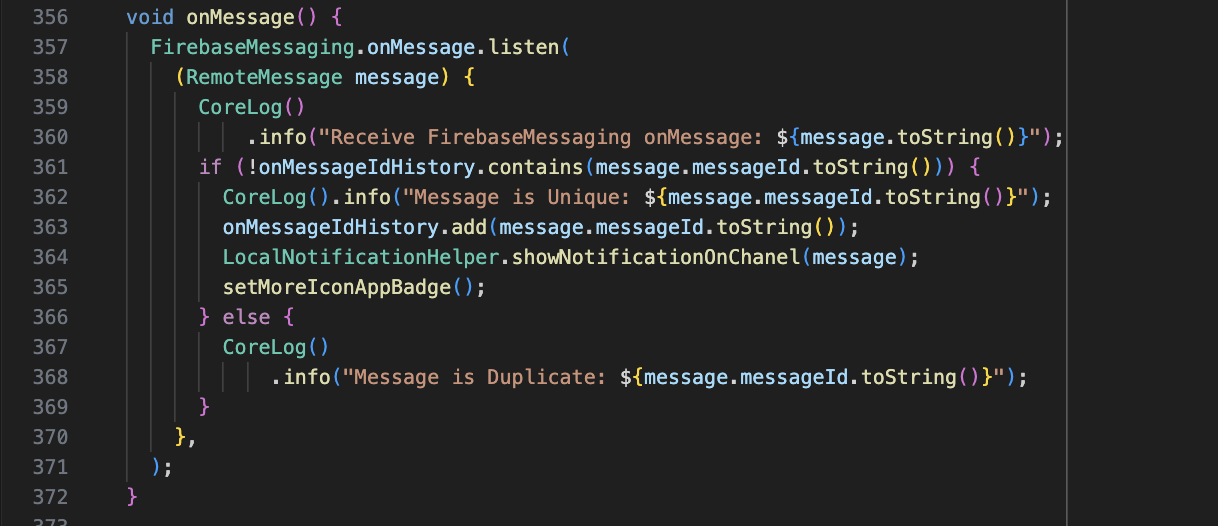 356 void onMessage() {
357 FirebaseMessaging.onMessage.listen(
358 (RemoteMessage message) {
359 CoreLog()
360 .info("Receive FirebaseMessaging onMessage: ${message.toString()}");
361 if (!onMessageIdHistory.contains(message.messageId.toString())) {
362 CoreLog().info("Message is Unique: ${message.messageId.toString()}");
363 onMessageIdHistory.add(message.messageId.toString());
364 LocalNotificationHelper.showNotificationOnChanel(message);
365 setMoreIconAppBadge();
366 } else {
367 CoreLog()
368 .info("Message is Duplicate: ${message.messageId.toString()}");
369 }
370 },
371 );
372 }
373